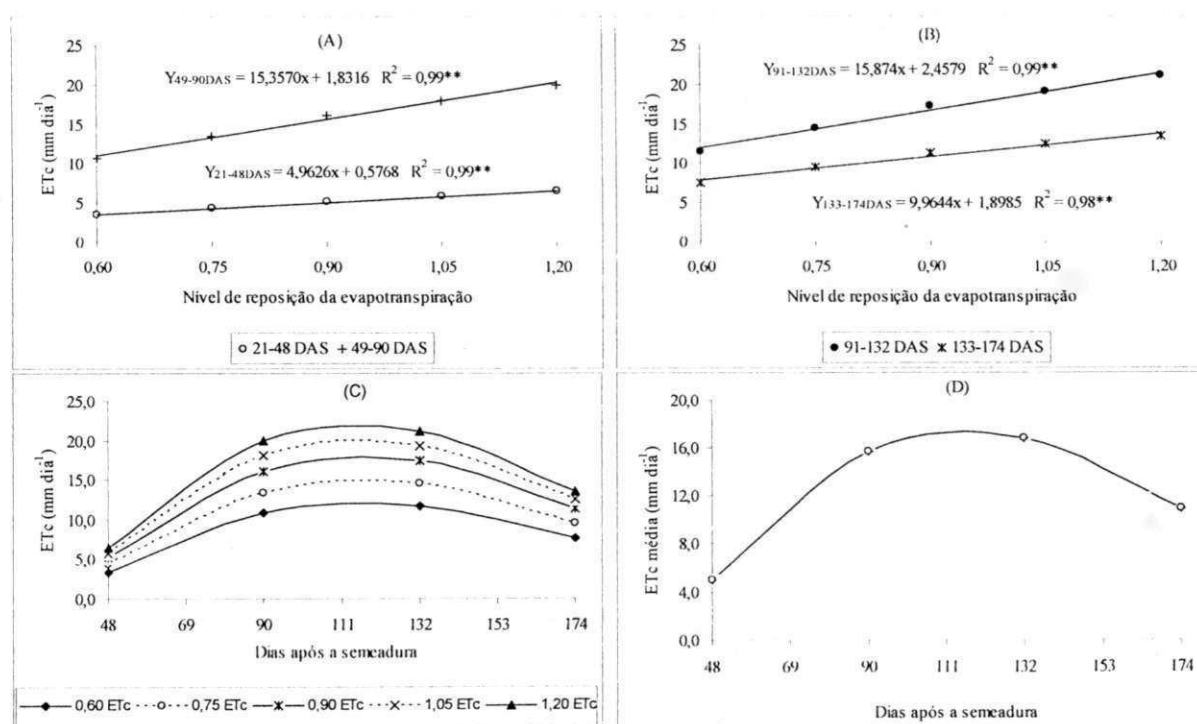 (A)
25
20
15
10
5
0
ETc (mm dia⁻¹)
Y49-90DAS = 15,3570x + 1,8316 R² = 0,99**
Y21-48DAS = 4,9626x + 0,5768 R² = 0,99**
0,60 0,75 0,90 1,05 1,20
Nível de reposição da evapotranspiração
21-48 DAS + 49-90 DAS
(B)
25
20
15
10
5
0
ETc (mm dia⁻¹)
Y91-132DAS = 15,874x + 2,4579 R² = 0,99**
Y133-174DAS = 9,9644x + 1,8985 R² = 0,98**
0,60 0,75 0,90 1,05 1,20
Nível de reposição da evapotranspiração
91-132 DAS 133-174 DAS
(C)
25,0
20,0
15,0
10,0
5,0
0,0
ETc (mm dia⁻¹)
48 69 90 111 132 153 174
Dias após a semeadura
0,60 ETc 0,75 ETc 0,90 ETc 1,05 ETc 1,20 ETc
(D)
20,0
16,0
12,0
8,0
4,0
0,0
ETc média (mm dia⁻¹)
48 69 90 111 132 153 174
Dias após a semeadura